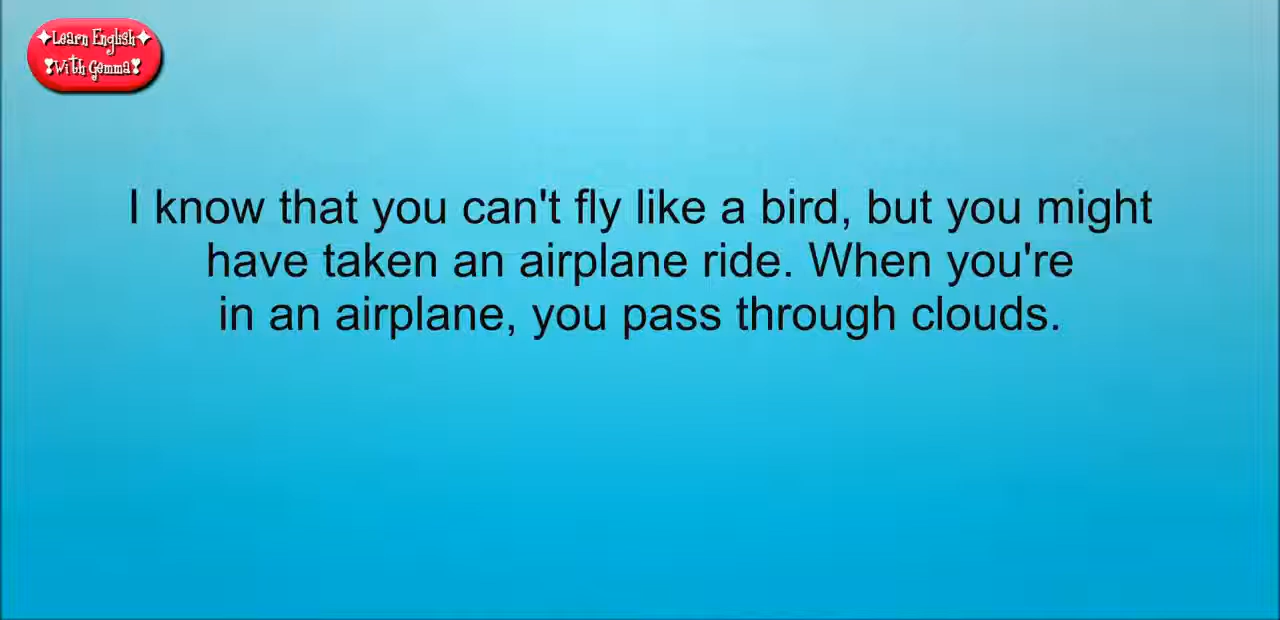 Learn English
With Gemma
I know that you can't fly like a bird, but you might
have taken an airplane ride. When you're
in an airplane, you pass through clouds.